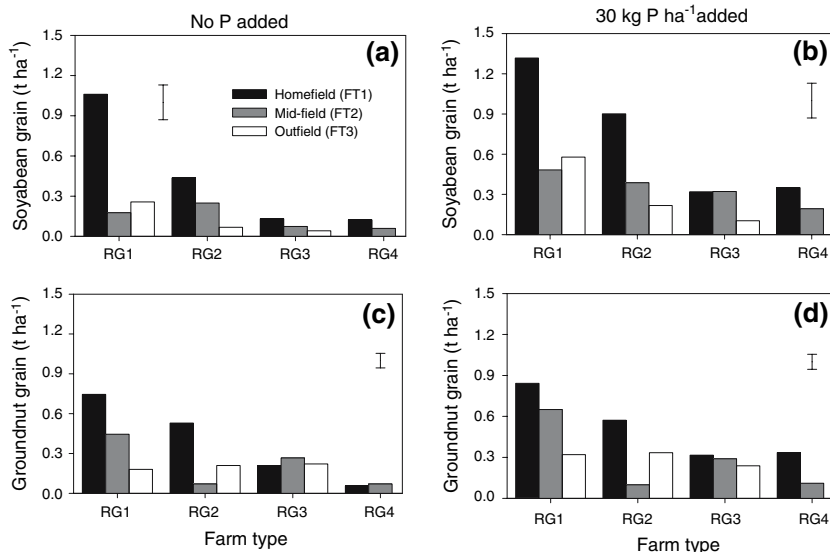 No P added
30 kg P ha⁻¹added
(a)
Soyabean grain (t ha⁻¹)
1.5
1.2
0.9
0.6
0.3
0.0
Homefield (FT1)
Mid-field (FT2)
Outfield (FT3)
RG1 RG2 RG3 RG4
(b)
Soyabean grain (t ha⁻¹)
1.5
1.2
0.9
0.6
0.3
0.0
RG1 RG2 RG3 RG4
(c)
Groundnut grain (t ha⁻¹)
1.5
1.2
0.9
0.6
0.3
0.0
RG1 RG2 RG3 RG4
Farm type
(d)
Groundnut grain (t ha⁻¹)
1.5
1.2
0.9
0.6
0.3
0.0
RG1 RG2 RG3 RG4
Farm type